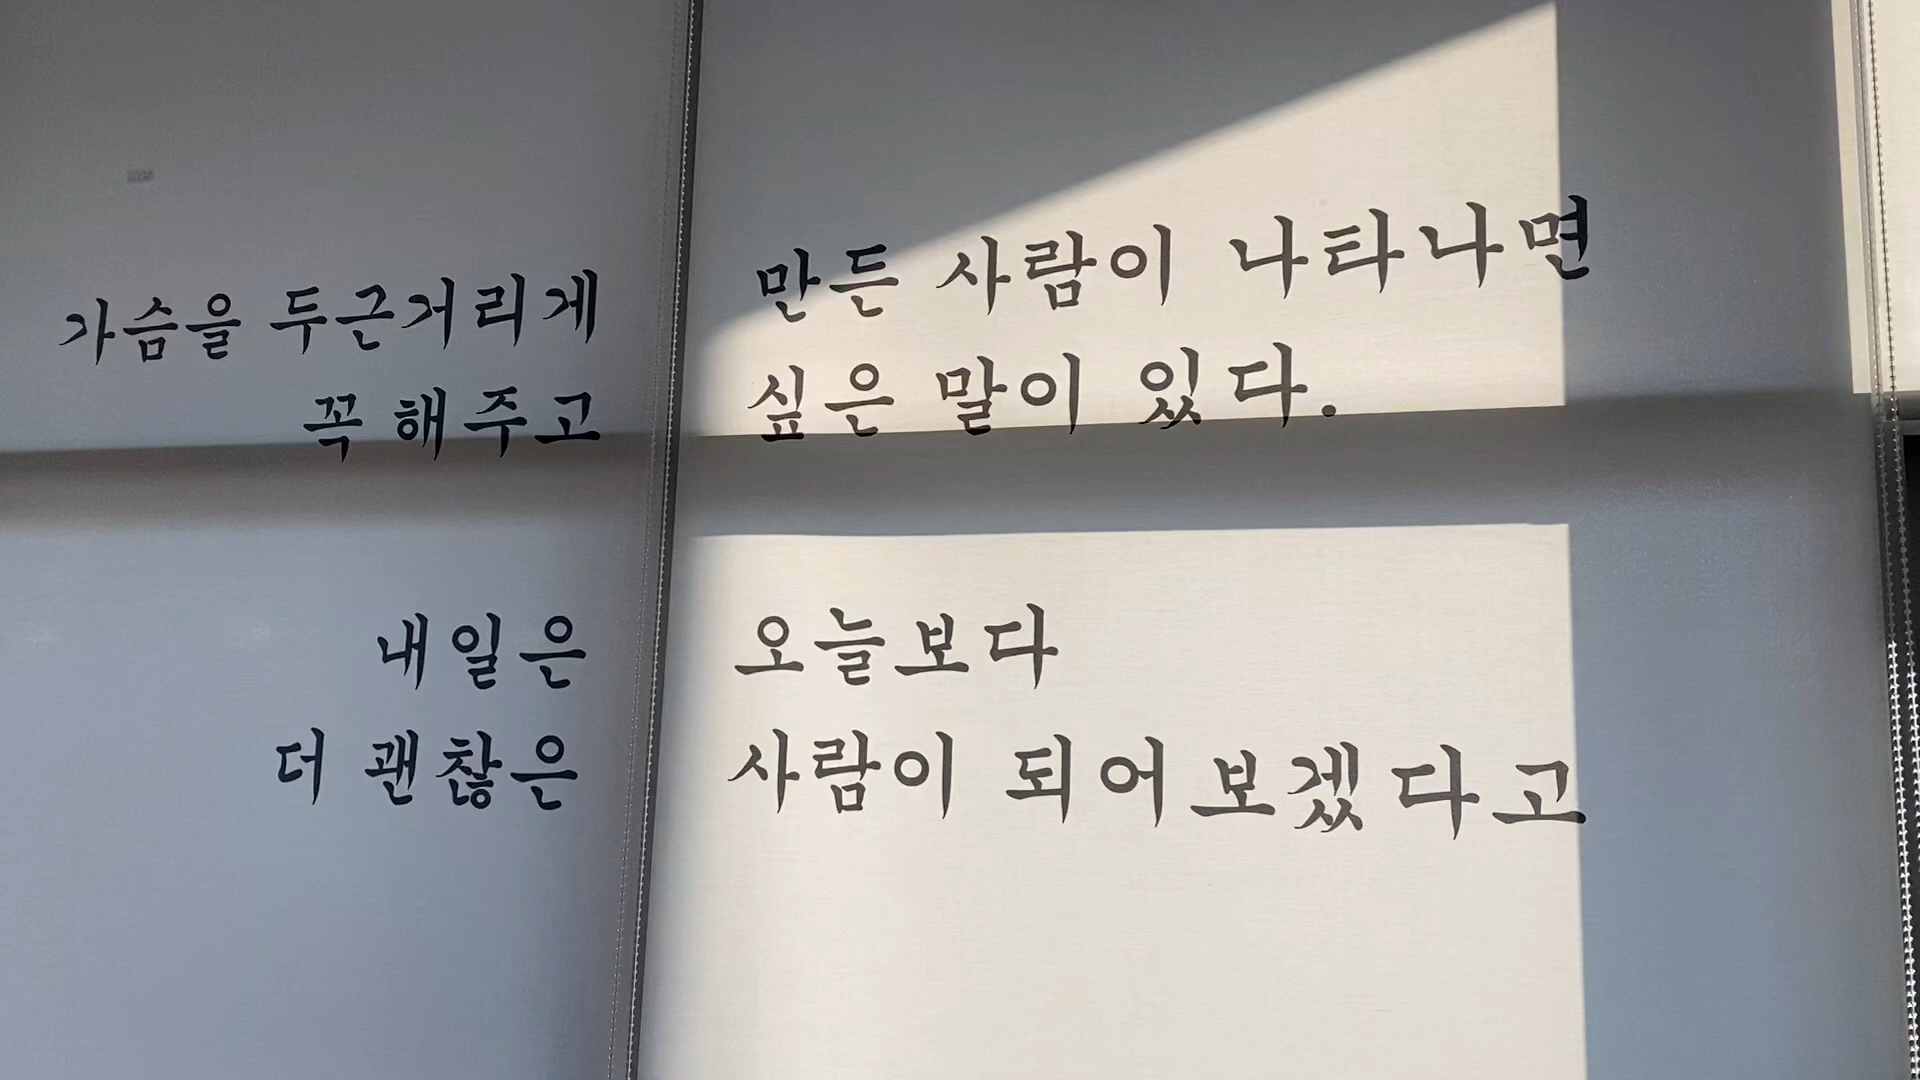 가슴을 두근거리게 만든 사람이 나타나면
꼭 해주고 싶은 말이 있다.
내일은 오늘보다
더 괜찮은 사람이 되어보겠다고